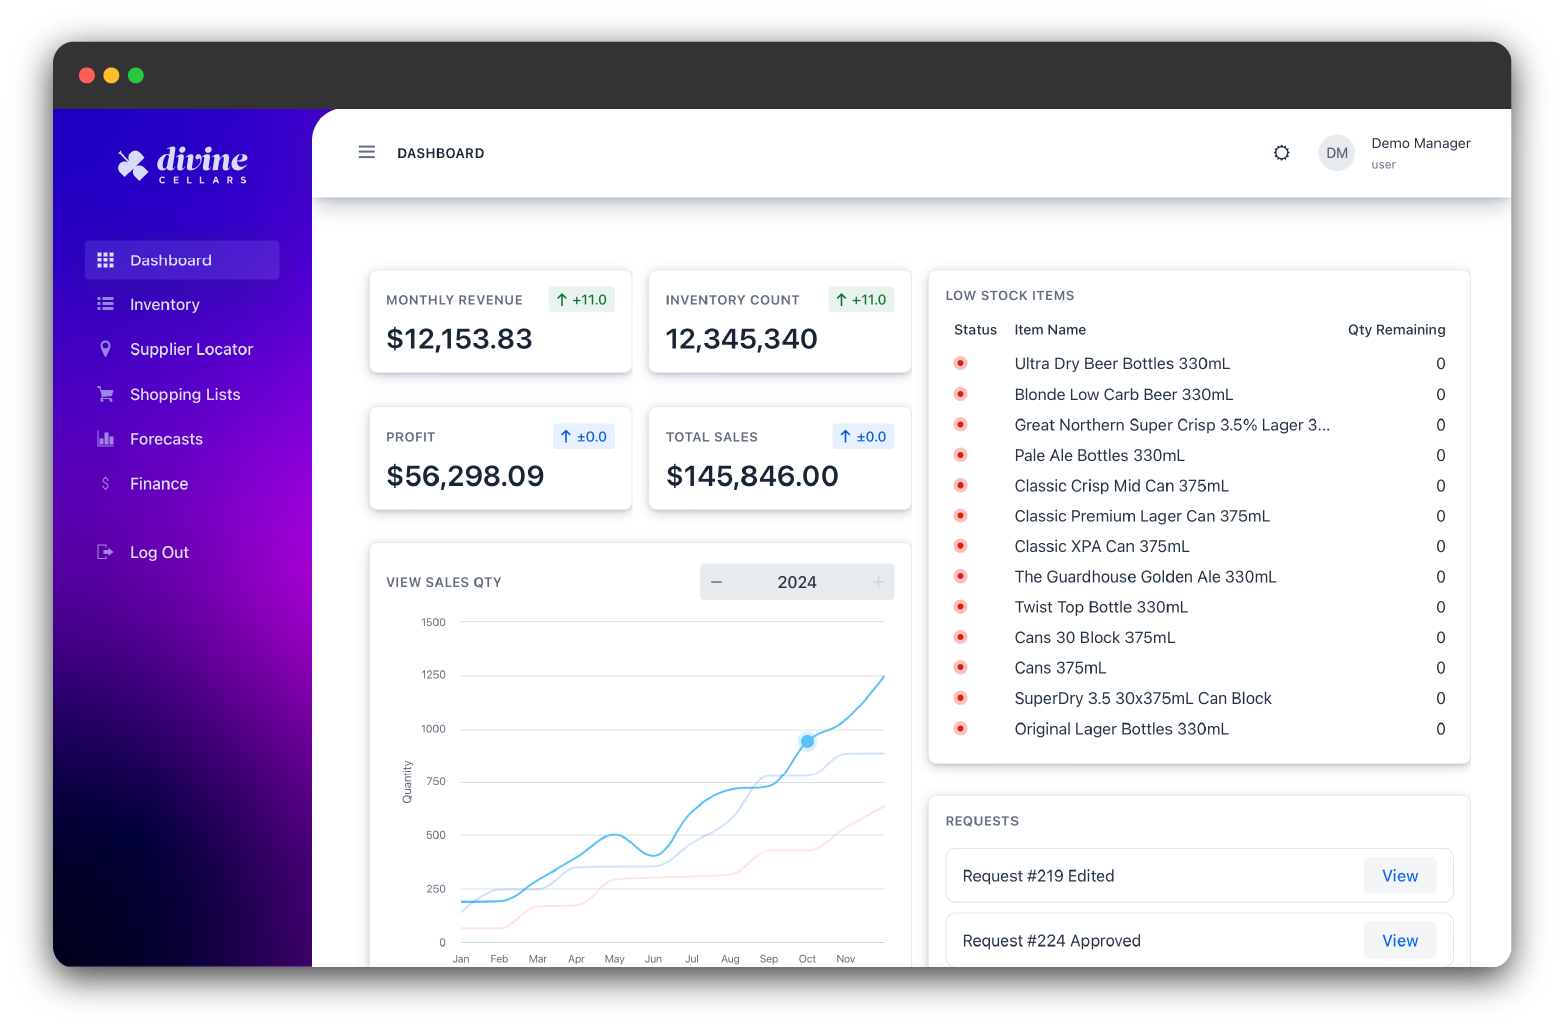 divine
CELLARS
Dashboard
Inventory
Supplier Locator
Shopping Lists
Forecasts
$ Finance
Log Out
DASHBOARD
DM
Demo Manager
user
MONTHLY REVENUE
↑ +11.0
$12,153.83
INVENTORY COUNT
↑ +11.0
12,345,340
PROFIT
↑ ±0.0
$56,298.09
TOTAL SALES
↑ ±0.0
$145,846.00
VIEW SALES QTY
− 2024 +
1500
1250
1000
750
500
250
0
Quantity
Jan Feb Mar Apr May Jun Jul Aug Sep Oct Nov
LOW STOCK ITEMS
Status Item Name Qty Remaining
Ultra Dry Beer Bottles 330mL 0
Blonde Low Carb Beer 330mL 0
Great Northern Super Crisp 3.5% Lager 3... 0
Pale Ale Bottles 330mL 0
Classic Crisp Mid Can 375mL 0
Classic Premium Lager Can 375mL 0
Classic XPA Can 375mL 0
The Guardhouse Golden Ale 330mL 0
Twist Top Bottle 330mL 0
Cans 30 Block 375mL 0
Cans 375mL 0
SuperDry 3.5 30x375mL Can Block 0
Original Lager Bottles 330mL 0
REQUESTS
Request #219 Edited View
Request #224 Approved View